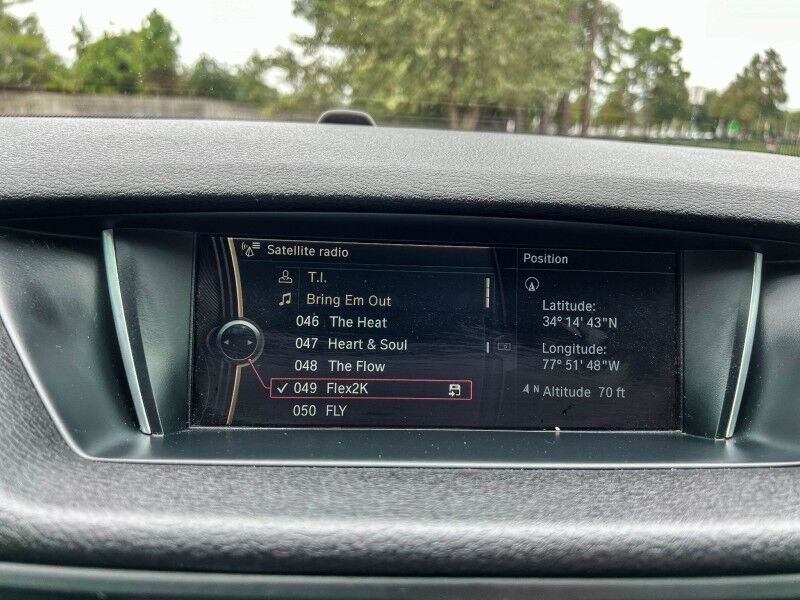 Satellite radio
T.I.
Bring Em Out
046 The Heat
047 Heart & Soul
048 The Flow
✓ 049 Flex2K
050 FLY
Position
Latitude:
34° 14' 43"N
Longitude:
77° 51' 48"W
N Altitude 70 ft